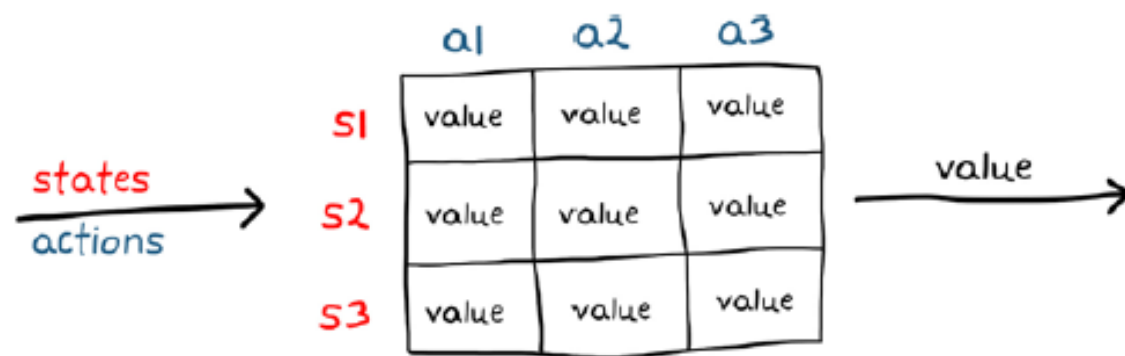 a1 a2 a3
s1 value value value
states
actions
s2 value value value
s3 value value value
value